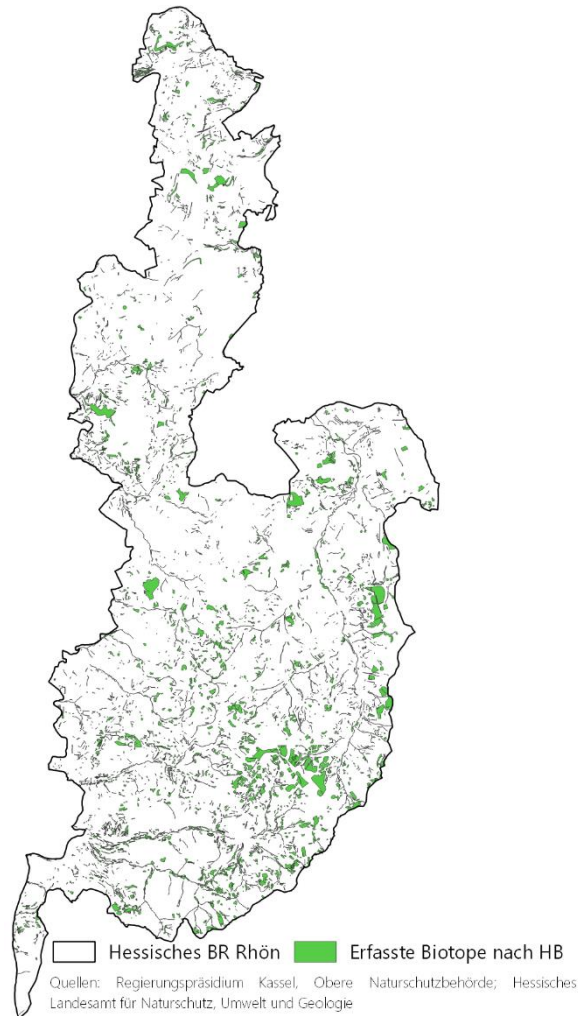 Hessisches BR Rhön Erfasste Biotope nach HB
Quellen: Regierungspräsidium Kassel, Obere Naturschutzbehörde; Hessisches
Landesamt für Naturschutz, Umwelt und Geologie